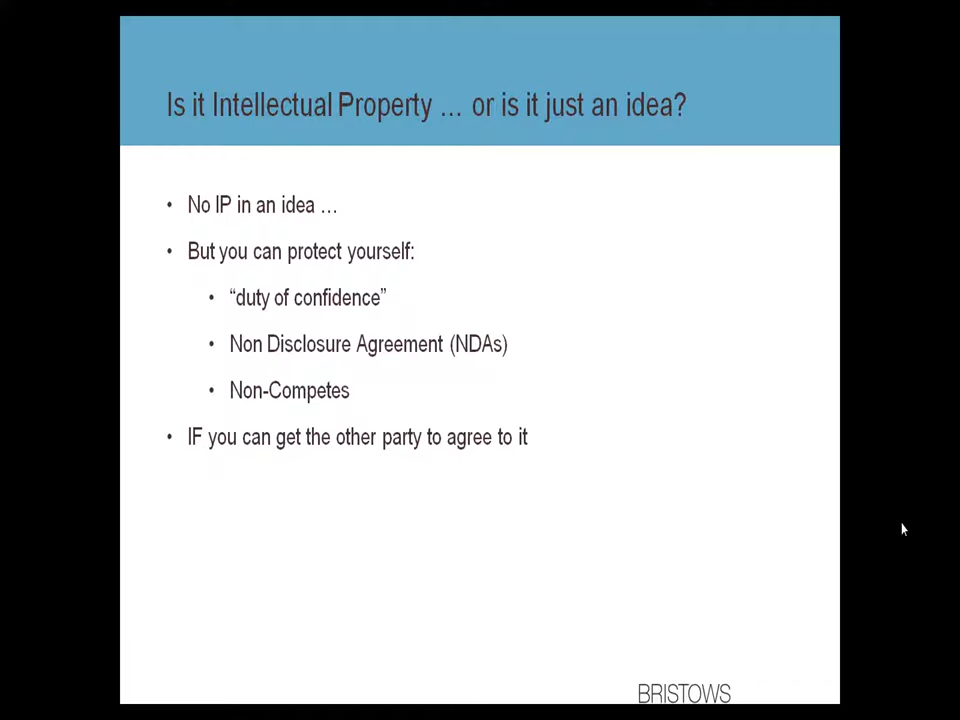 Is it Intellectual Property … or is it just an idea?
• No IP in an idea …
• But you can protect yourself:
• “duty of confidence”
• Non Disclosure Agreement (NDAs)
• Non-Competes
• IF you can get the other party to agree to it
BRISTOWS